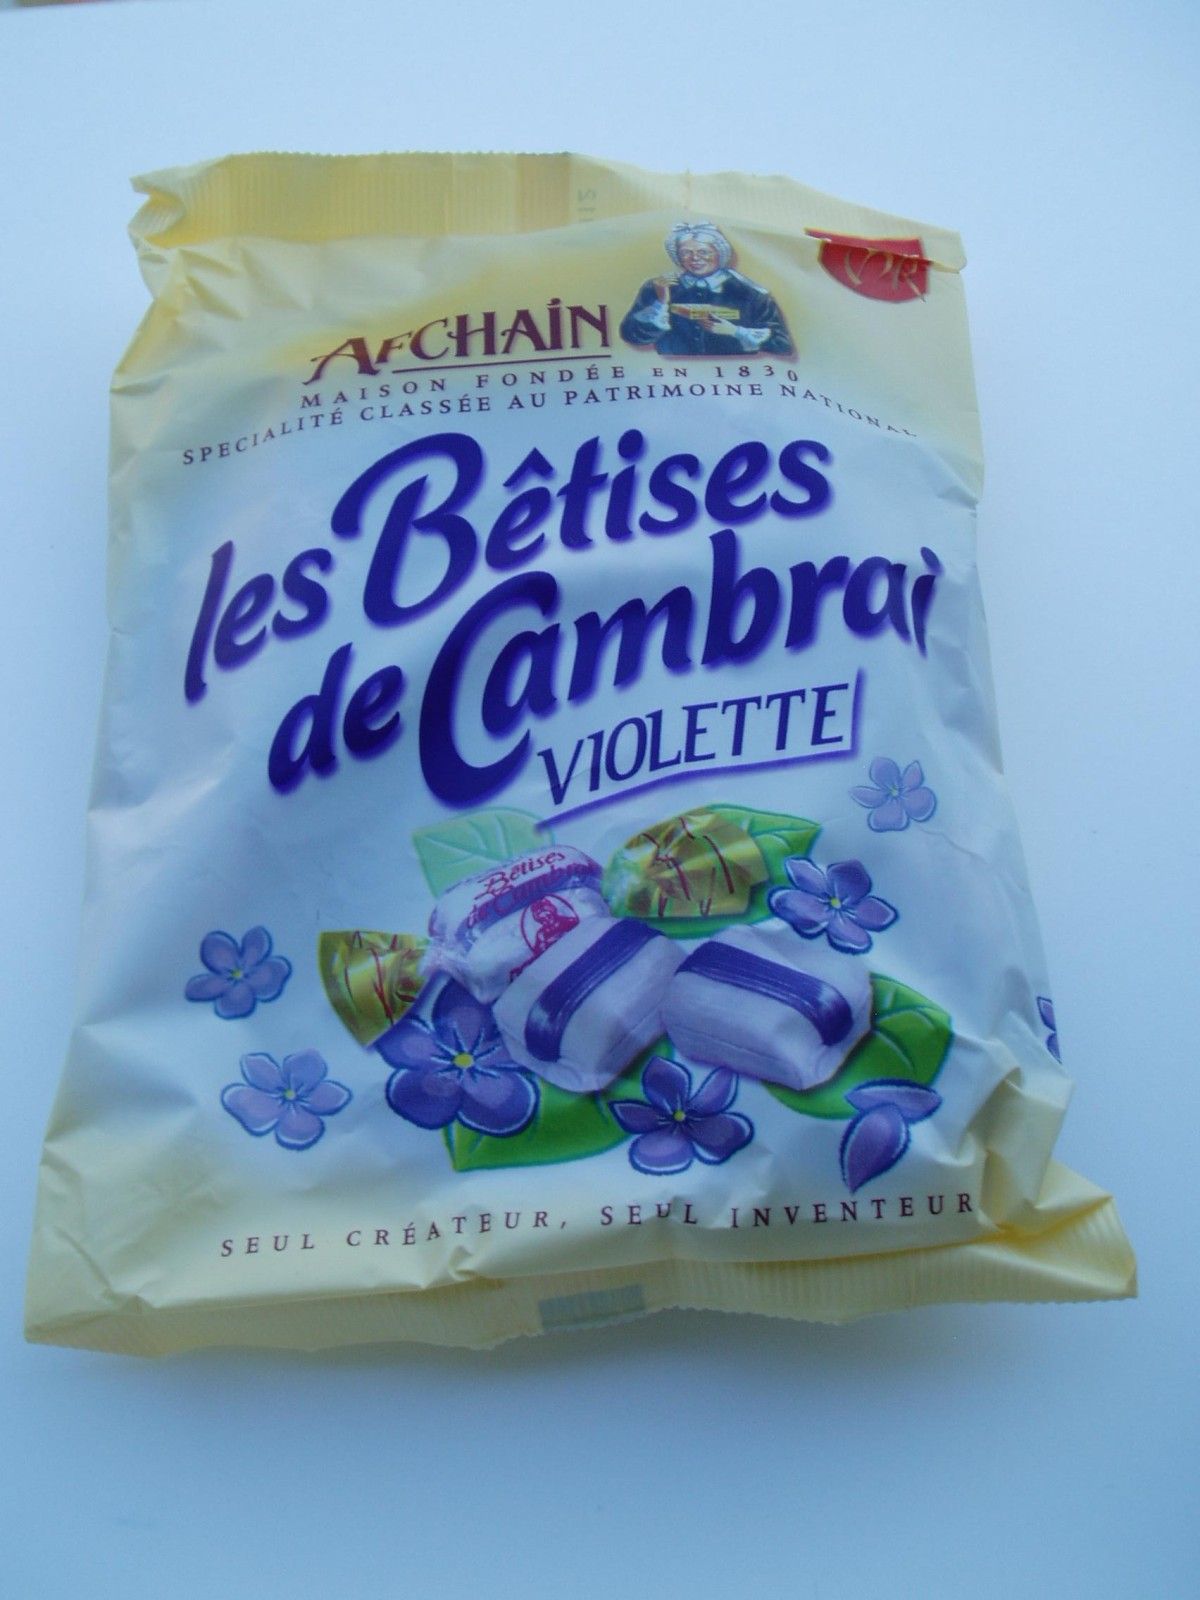 AFCHAIN
MAISON FONDÉE EN 1830
SPECIALITÉ CLASSÉE AU PATRIMOINE NATIONAL
les Bêtises
de Cambrai
VIOLETTE
Bêtises
de Cambrai
SEUL CRÉATEUR, SEUL INVENTEUR